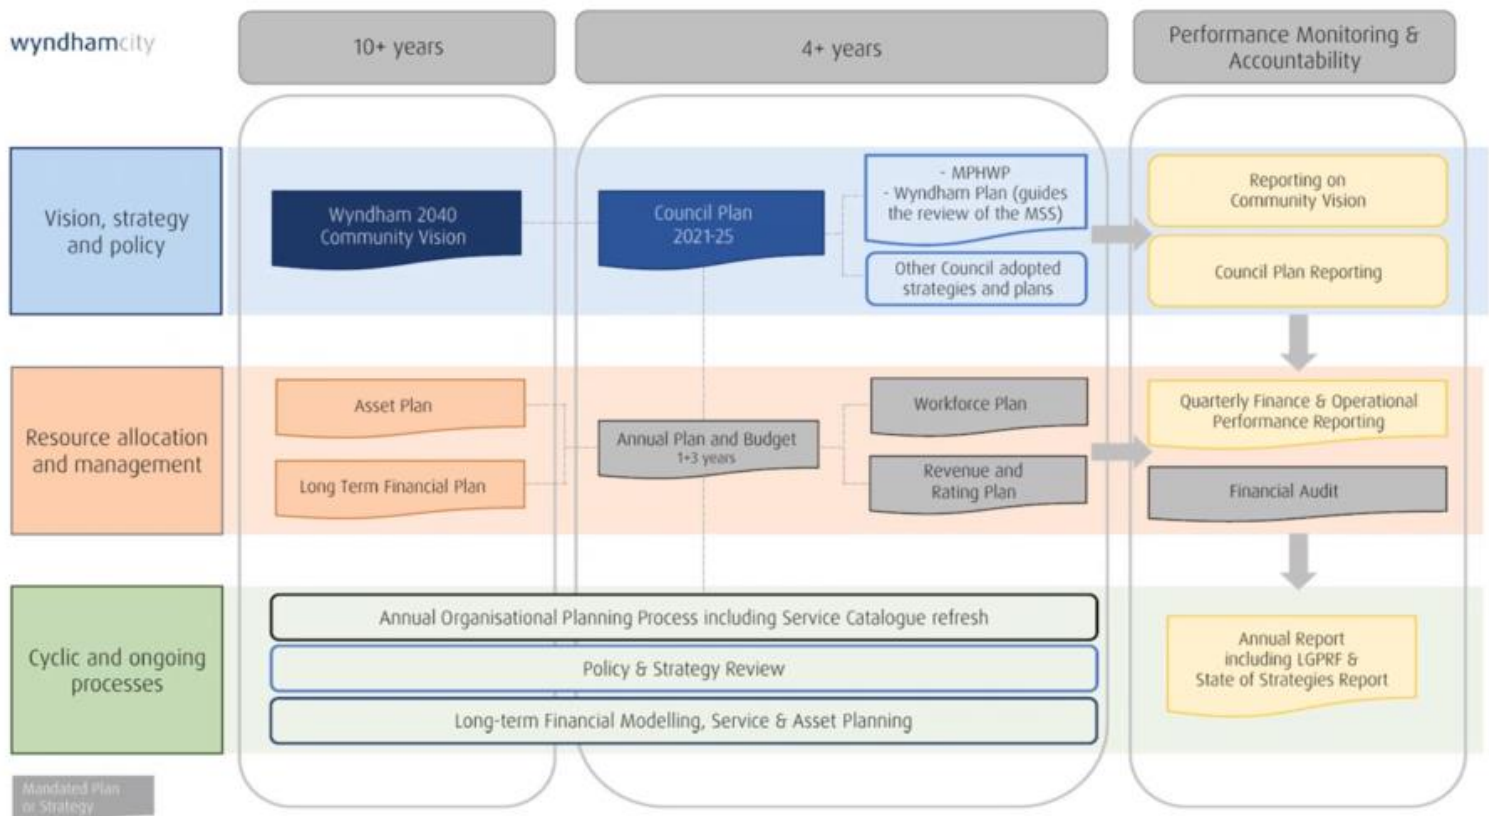 wyndhamcity
10+ years
4+ years
Performance Monitoring &
Accountability
Vision, strategy
and policy
Wyndham 2040
Community Vision
Council Plan
2021-25
- MPHWP
- Wyndham Plan (guides
the review of the MSS)
Other Council adopted
strategies and plans
Reporting on
Community Vision
Council Plan Reporting
Resource allocation
and management
Asset Plan
Long Term Financial Plan
Annual Plan and Budget
1+3 years
Workforce Plan
Revenue and
Rating Plan
Quarterly Finance & Operational
Performance Reporting
Financial Audit
Cyclic and ongoing
processes
Annual Organisational Planning Process including Service Catalogue refresh
Policy & Strategy Review
Long-term Financial Modelling, Service & Asset Planning
Annual Report
including LGPRF &
State of Strategies Report
Mandated Plan
or Strategy